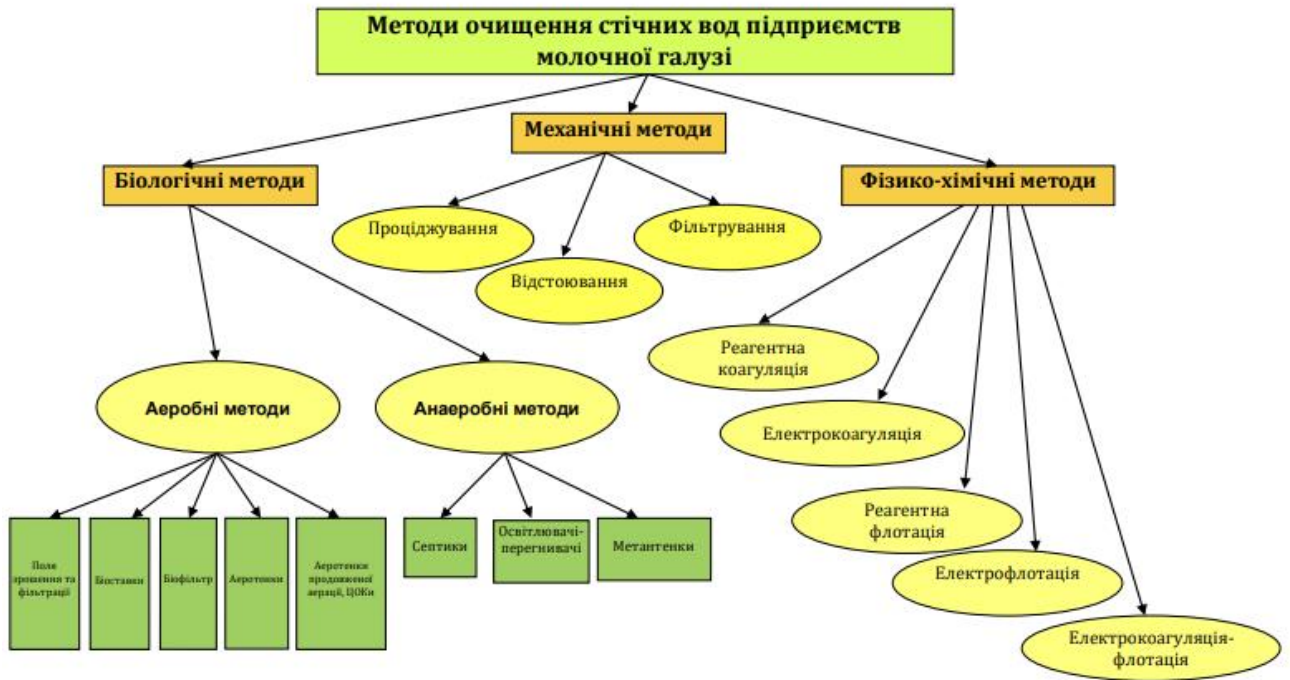 Методи очищення стічних вод підприємств
молочної галузі
Механічні методи
Біологічні методи
Фізико-хімічні методи
Проціджування
Фільтрування
Відстоювання
Реагентна
коагуляція
Аеробні методи
Анаеробні методи
Електрокоагуляція
Реагентна
флотація
Електрофлотація
Електрокоагуляція-
флотація
Поля
зрошення та
фільтрації
Біоставки
Біофільтр
Аеротенки
Аеротенки
продовженої
аерації, ЦОКи
Септики
Освітлювачі-
перегнивачі
Метантенки